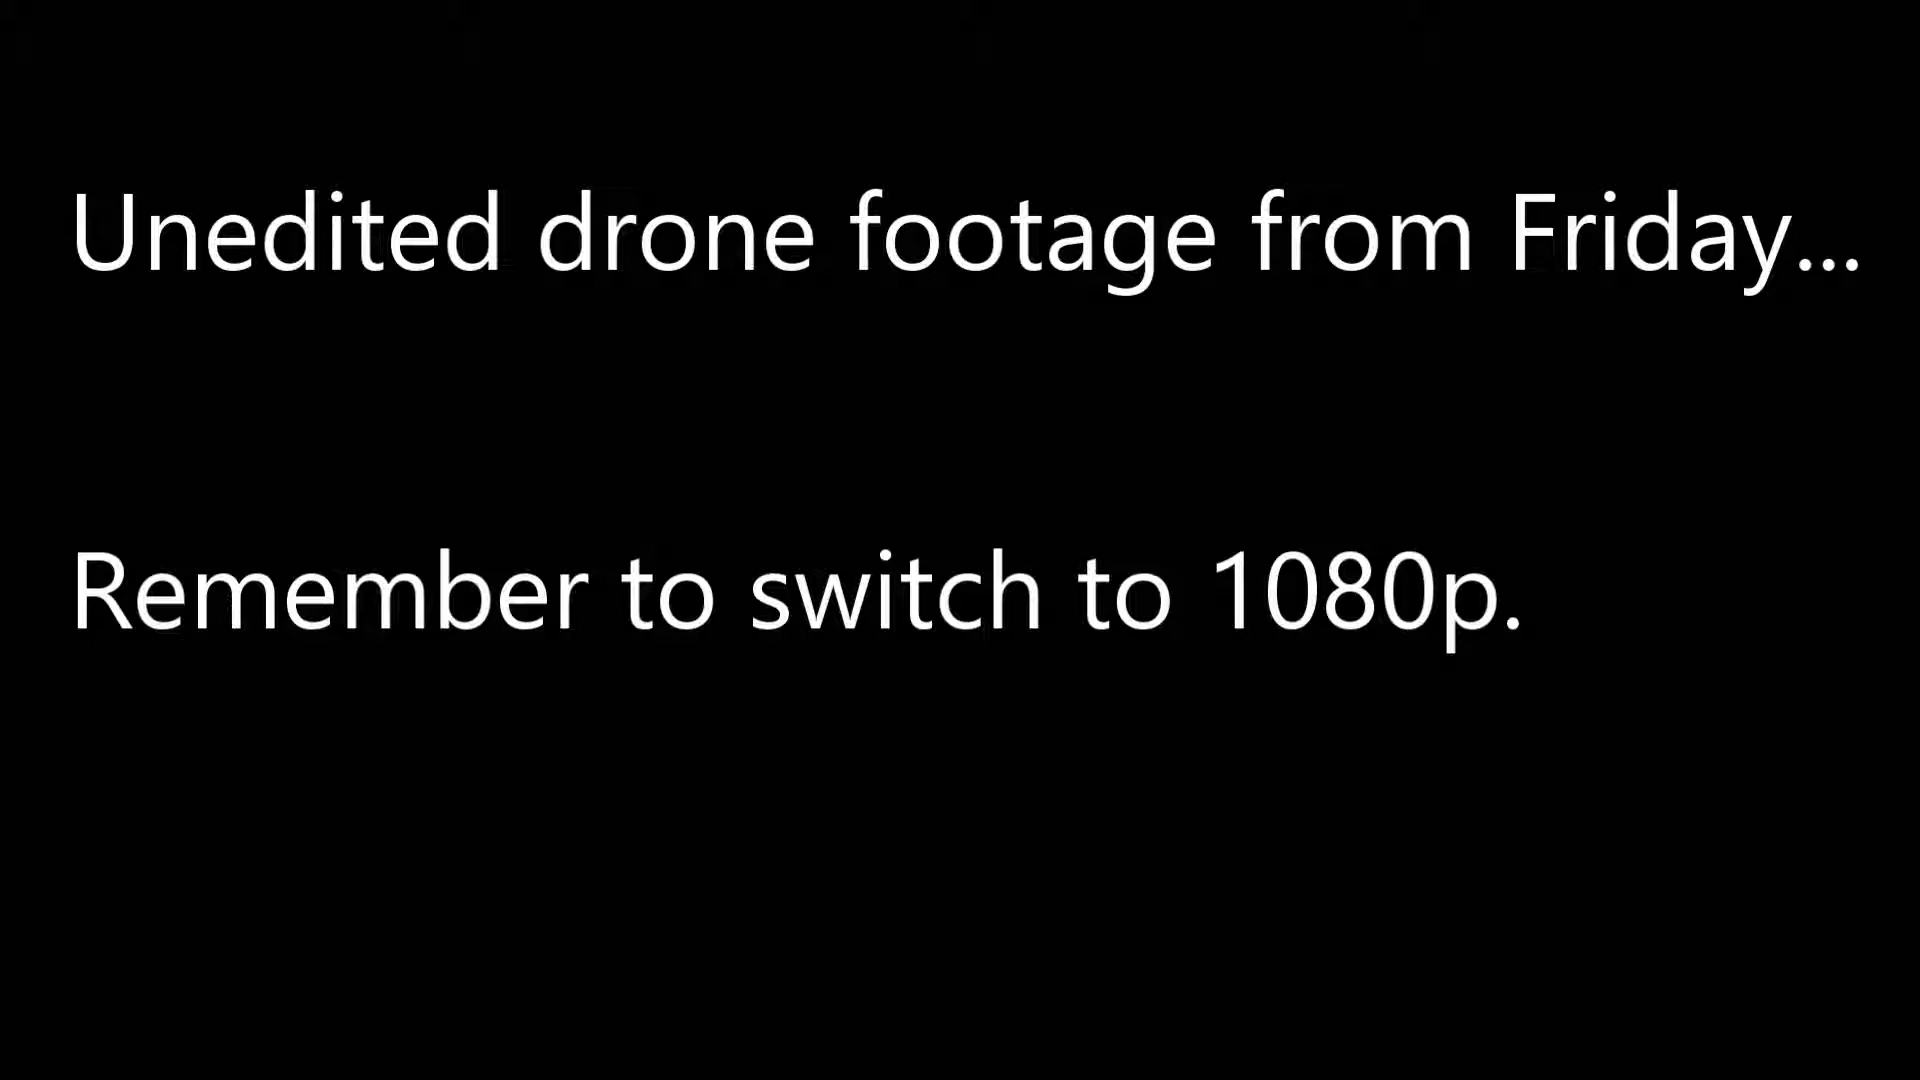 Unedited drone footage from Friday...
Remember to switch to 1080p.